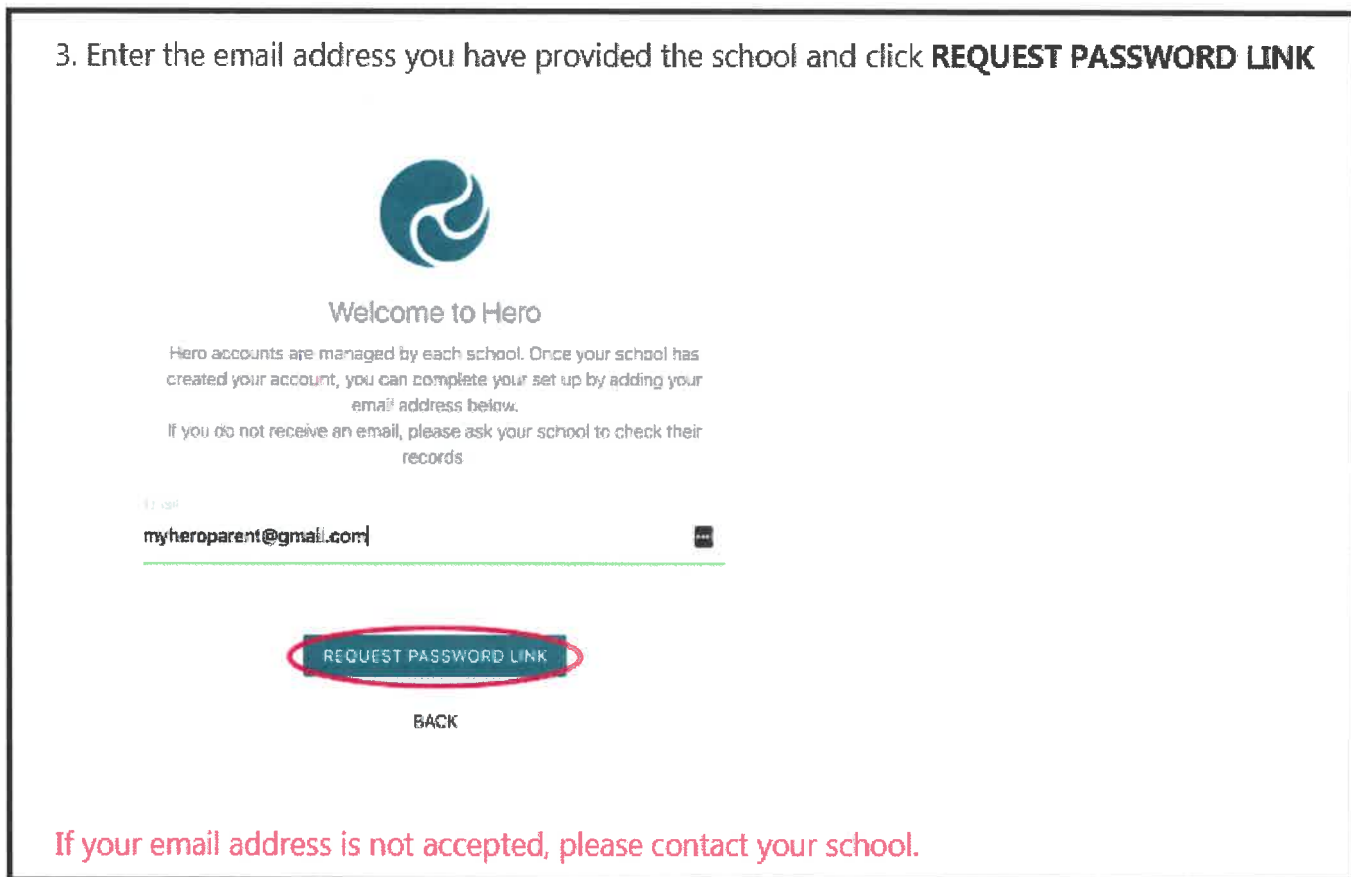 3. Enter the email address you have provided the school and click REQUEST PASSWORD LINK
Welcome to Hero
Hero accounts are managed by each school. Once your school has
created your account, you can complete your set up by adding your
email address below.
If you do not receive an email, please ask your school to check their
records
Email
myheroparent@gmail.com
REQUEST PASSWORD LINK
BACK
If your email address is not accepted, please contact your school.